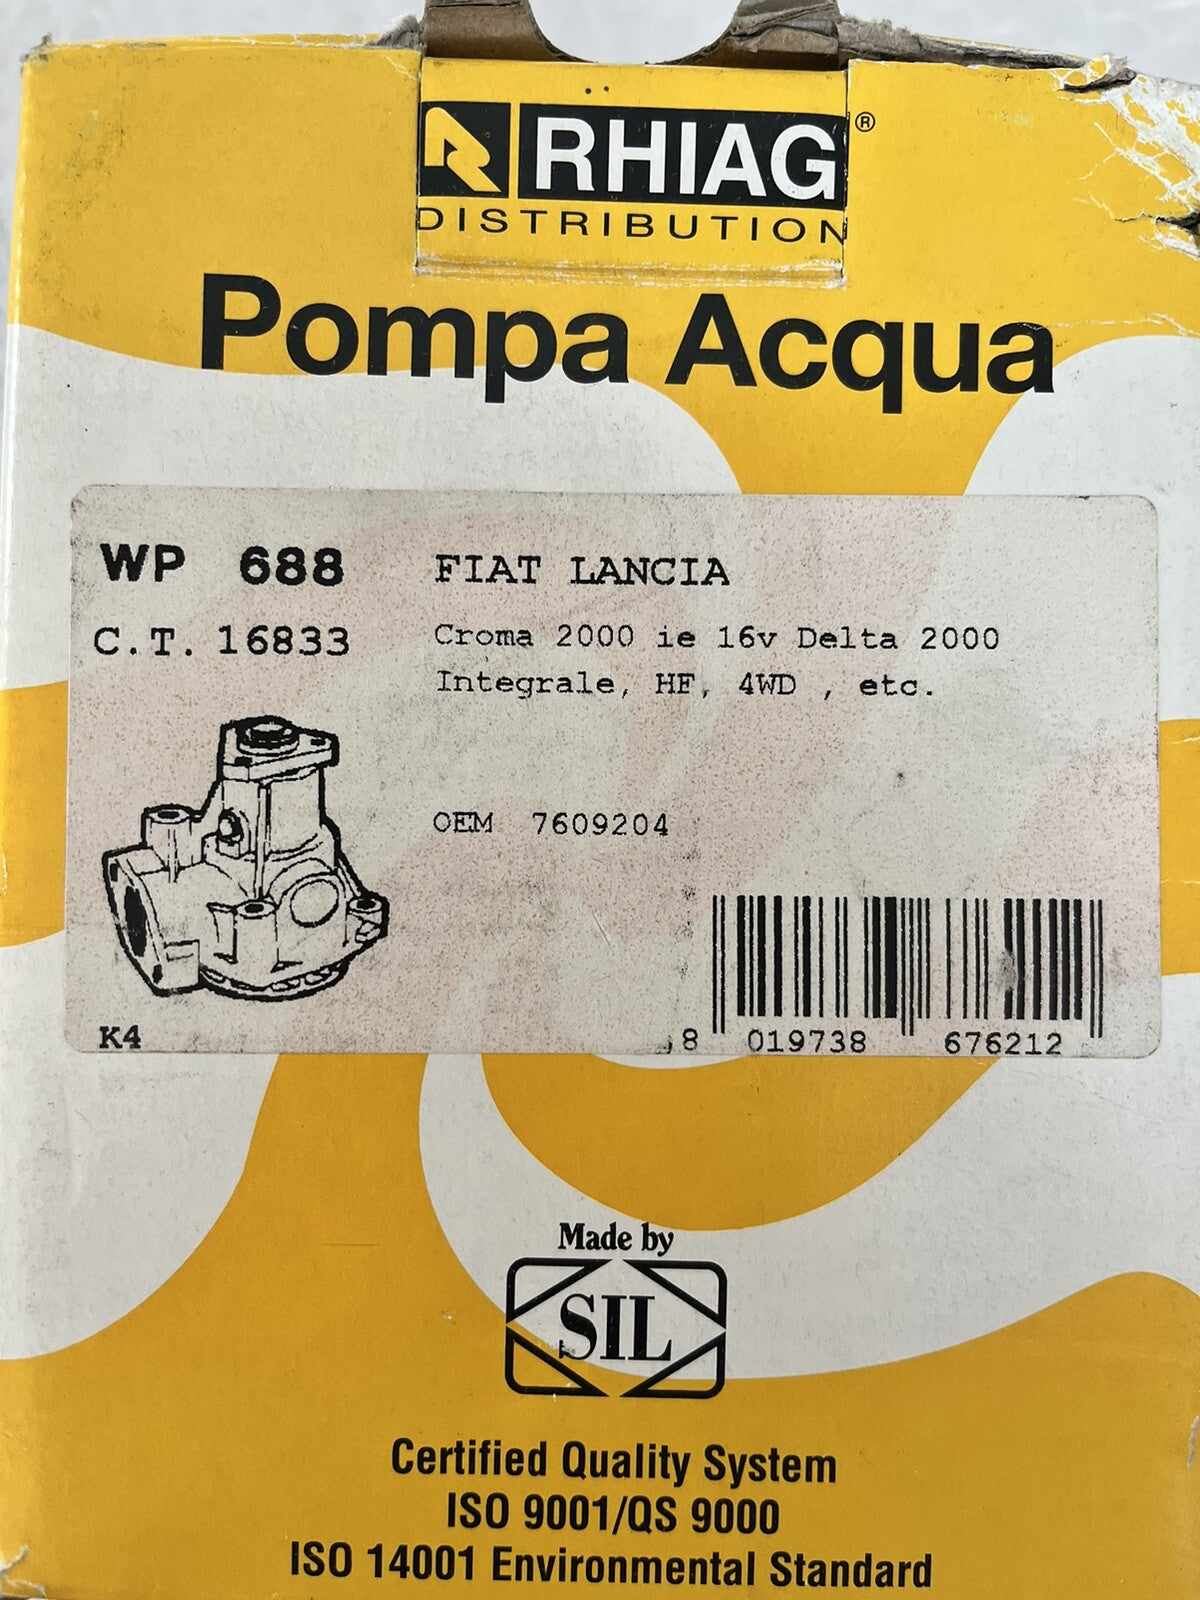 RHIAG®
DISTRIBUTION
Pompa Acqua
WP 688
FIAT LANCIA
C.T. 16833
Croma 2000 ie 16v Delta 2000
Integrale, HF, 4WD , etc.
OEM 7609204
K4
8 019738 676212
Made by
SIL
Certified Quality System
ISO 9001/QS 9000
ISO 14001 Environmental Standard